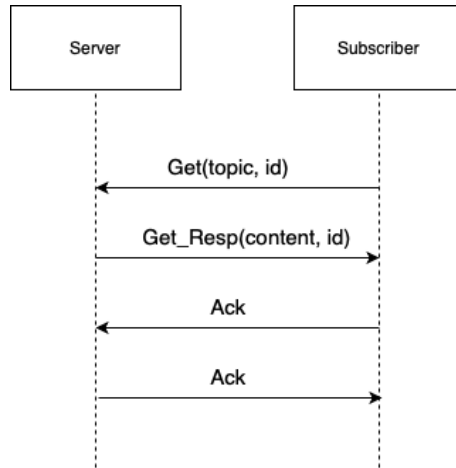 Server
Subscriber
Get(topic, id)
Get_Resp(content, id)
Ack
Ack